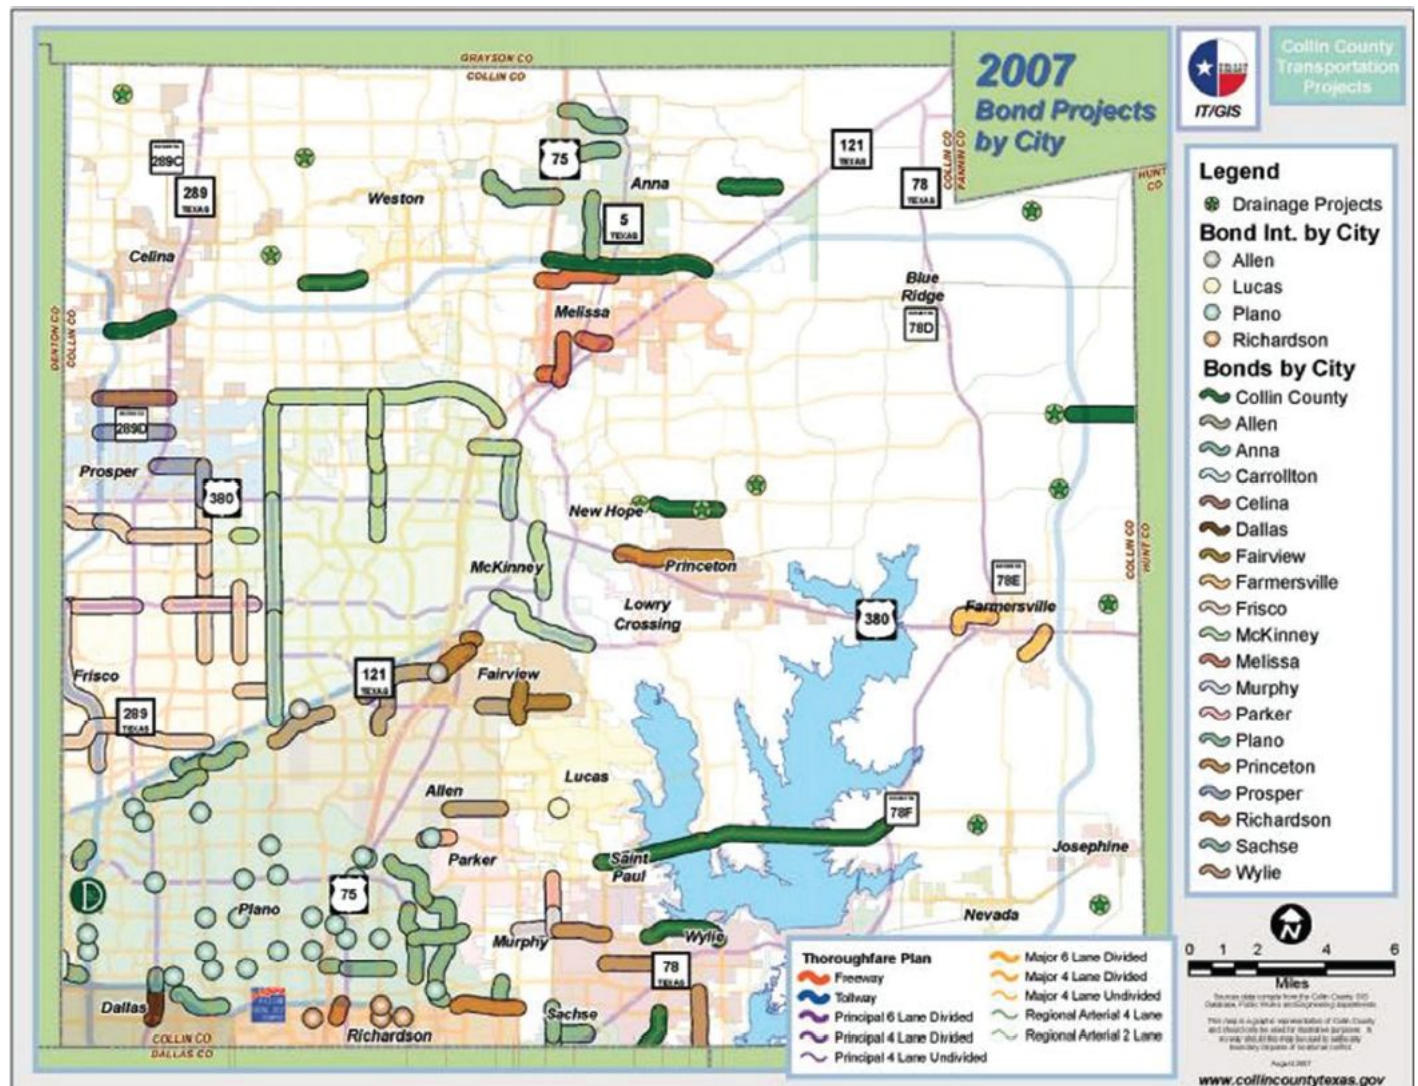 GRAYSON CO
COLLIN CO
2007
Bond Projects
by City
IT/GIS
Collin County
Transportation
Projects
COLLIN CO
FANNIN CO
HUNT
CO
289C
289
TEXAS
75
121
TEXAS
78
TEXAS
Weston
Anna
5
TEXAS
Celina
Blue
Ridge
Melissa
78D
DENTON CO
COLLIN CO
289D
Prosper
380
New Hope
Princeton
McKinney
COLLIN CO
HUNT CO
78E
Farmersville
Lowry
Crossing
380
Frisco
121
TEXAS
Fairview
289
TEXAS
Lucas
Allen
78F
Parker
Saint
Paul
Josephine
75
Plano
Nevada
Murphy
Wylie
78
TEXAS
Dallas
Richardson
Sachse
COLLIN CO
DALLAS CO
Legend
Drainage Projects
Bond Int. by City
Allen
Lucas
Plano
Richardson
Bonds by City
Collin County
Allen
Anna
Carrollton
Celina
Dallas
Fairview
Farmersville
Frisco
McKinney
Melissa
Murphy
Parker
Plano
Princeton
Prosper
Richardson
Sachse
Wylie
N
0 1 2 4 6
Miles
August 2007
www.collincountytexas.gov
Thoroughfare Plan
Freeway
Tollway
Principal 6 Lane Divided
Principal 4 Lane Divided
Principal 4 Lane Undivided
Major 6 Lane Divided
Major 4 Lane Divided
Major 4 Lane Undivided
Regional Arterial 4 Lane
Regional Arterial 2 Lane